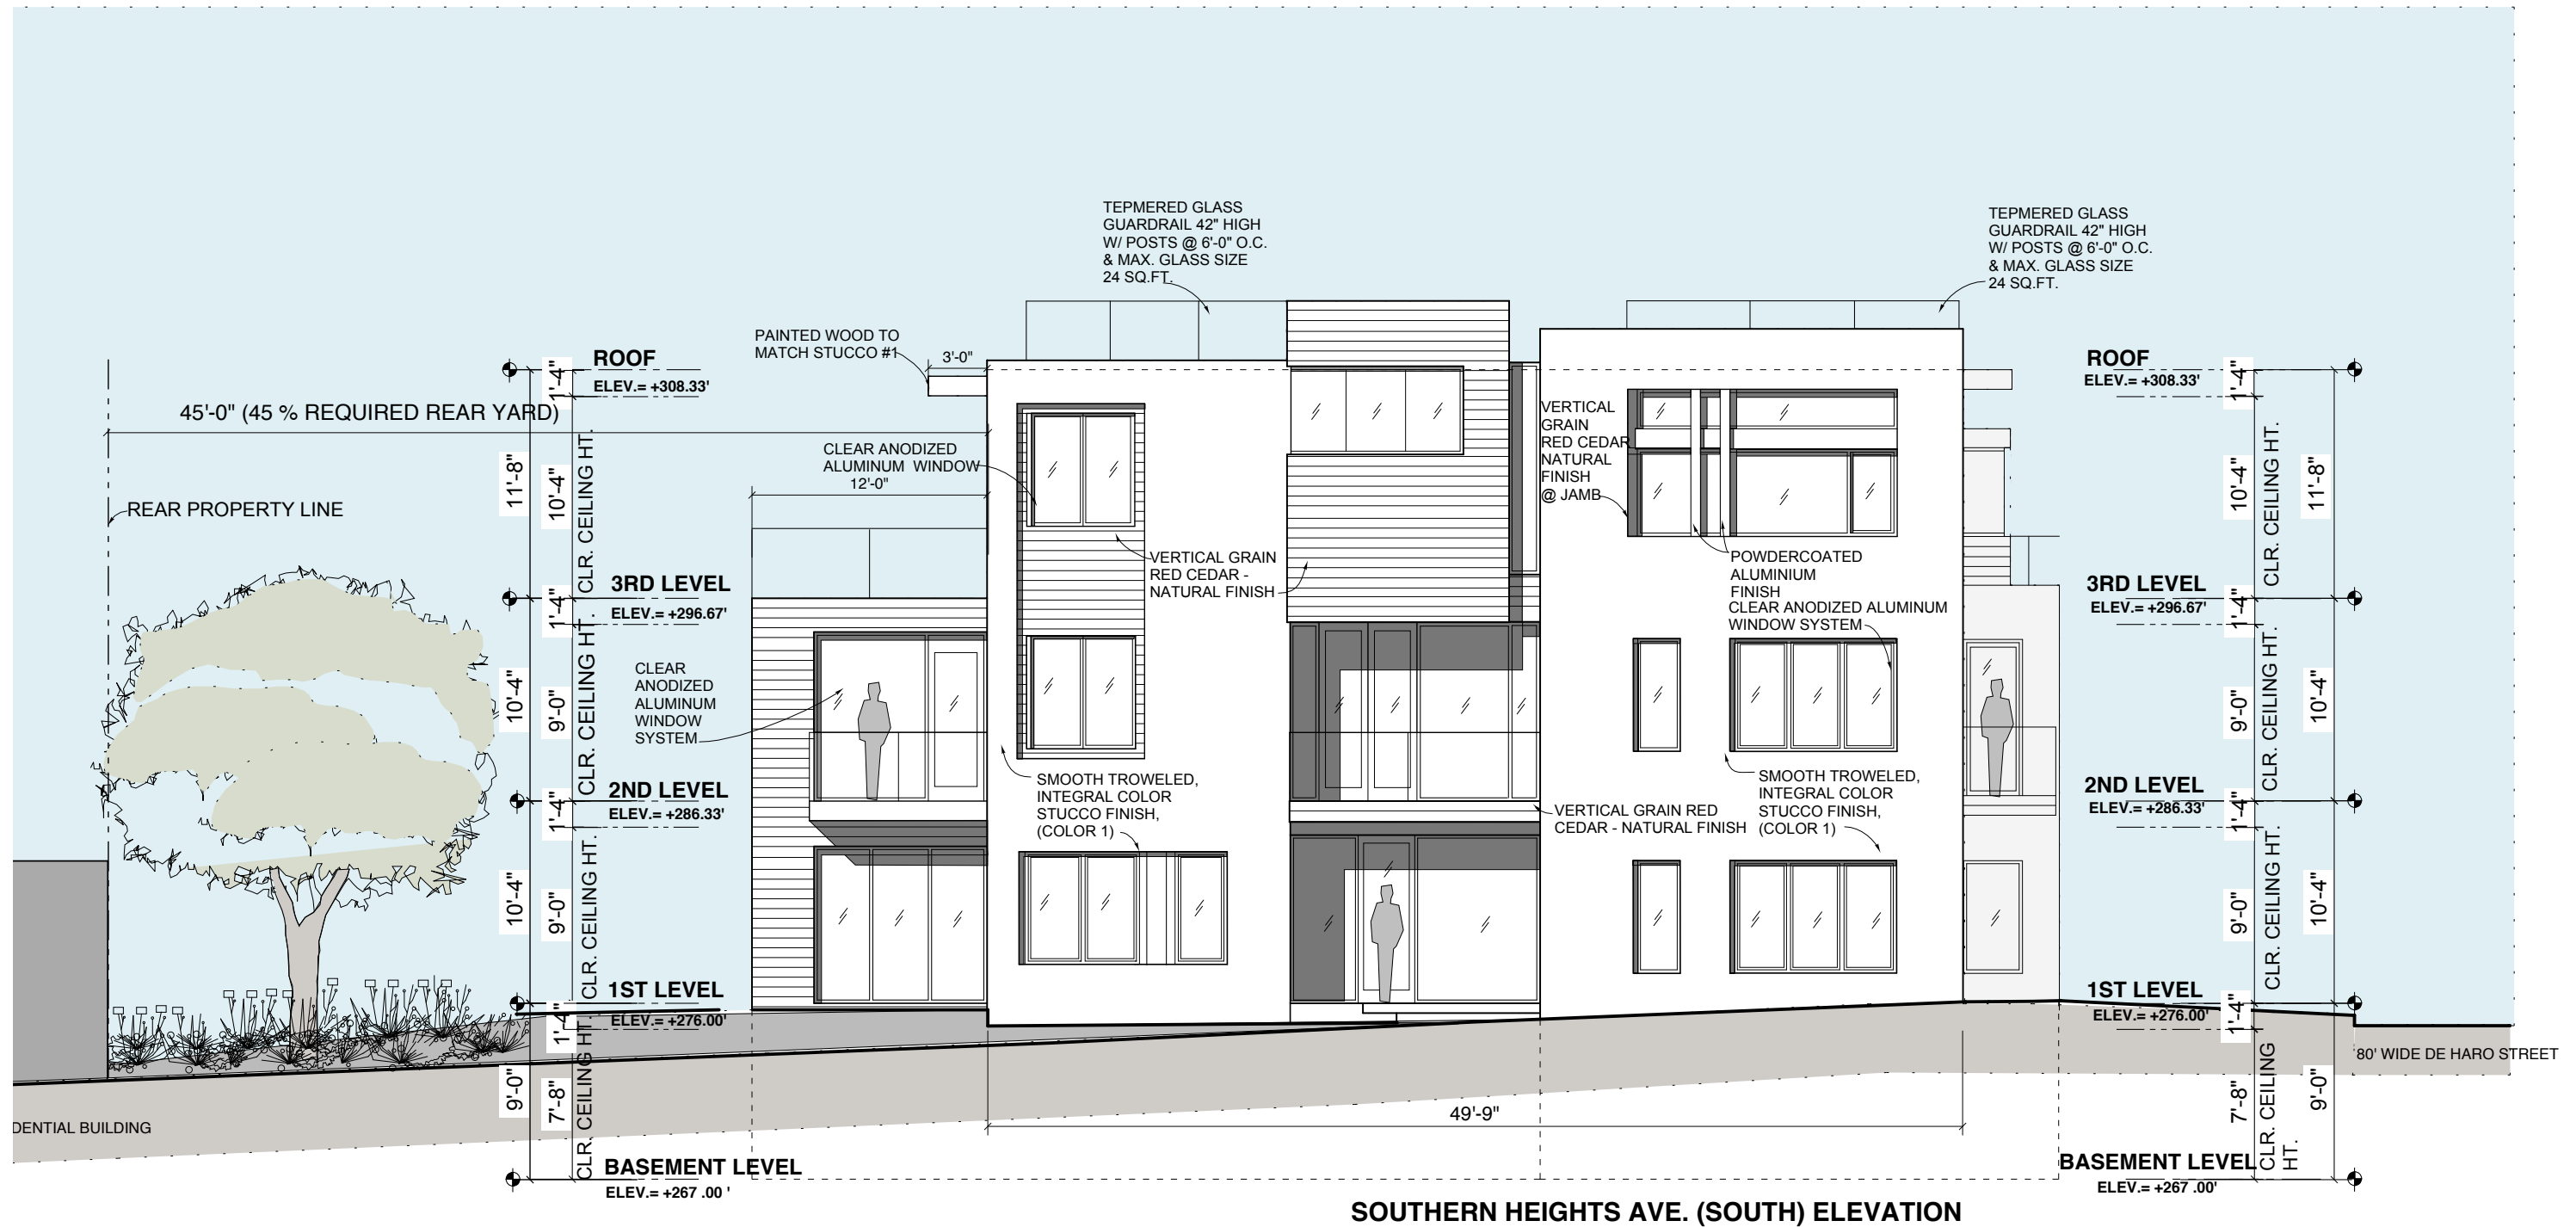 TEPMERED GLASS
GUARDRAIL 42" HIGH
W/ POSTS @ 6'-0" O.C.
& MAX. GLASS SIZE
24 SQ.FT.
TEPMERED GLASS
GUARDRAIL 42" HIGH
W/ POSTS @ 6'-0" O.C.
& MAX. GLASS SIZE
24 SQ.FT.
PAINTED WOOD TO
MATCH STUCCO #1
3'-0"
ROOF
ELEV.= +308.33'
45'-0" (45 % REQUIRED REAR YARD)
REAR PROPERTY LINE
CLEAR ANODIZED
ALUMINUM WINDOW
12'-0"
VERTICAL
GRAIN
RED CEDAR
NATURAL
FINISH
@ JAMB
VERTICAL GRAIN
RED CEDAR -
NATURAL FINISH
POWDERCOATED
ALUMINIUM
FINISH
CLEAR ANODIZED ALUMINUM
WINDOW SYSTEM
3RD LEVEL
ELEV.= +296.67'
CLEAR
ANODIZED
ALUMINUM
WINDOW
SYSTEM
SMOOTH TROWELED,
INTEGRAL COLOR
STUCCO FINISH,
(COLOR 1)
VERTICAL GRAIN RED
CEDAR - NATURAL FINISH
SMOOTH TROWELED,
INTEGRAL COLOR
STUCCO FINISH,
(COLOR 1)
2ND LEVEL
ELEV.= +286.33'
1ST LEVEL
ELEV.= +276.00'
BASEMENT LEVEL
ELEV.= +267 .00 '
11'-8"
10'-4"
10'-4"
9'-0"
1'-4"
10'-4"
CLR. CEILING HT.
1'-4"
9'-0"
CLR. CEILING HT.
1'-4"
9'-0"
CLR. CEILING HT.
1'-4"
7'-8"
CLR. CEILING HT.
DENTIAL BUILDING
49'-9"
ROOF
ELEV.= +308.33'
3RD LEVEL
ELEV.= +296.67'
2ND LEVEL
ELEV.= +286.33'
1ST LEVEL
ELEV.= +276.00'
BASEMENT LEVEL
ELEV.= +267 .00'
1'-4"
10'-4"
CLR. CEILING HT.
1'-4"
9'-0"
CLR. CEILING HT.
1'-4"
9'-0"
CLR. CEILING HT.
1'-4"
7'-8"
CLR. CEILING
HT.
11'-8"
10'-4"
10'-4"
9'-0"
80' WIDE DE HARO STREET
SOUTHERN HEIGHTS AVE. (SOUTH) ELEVATION